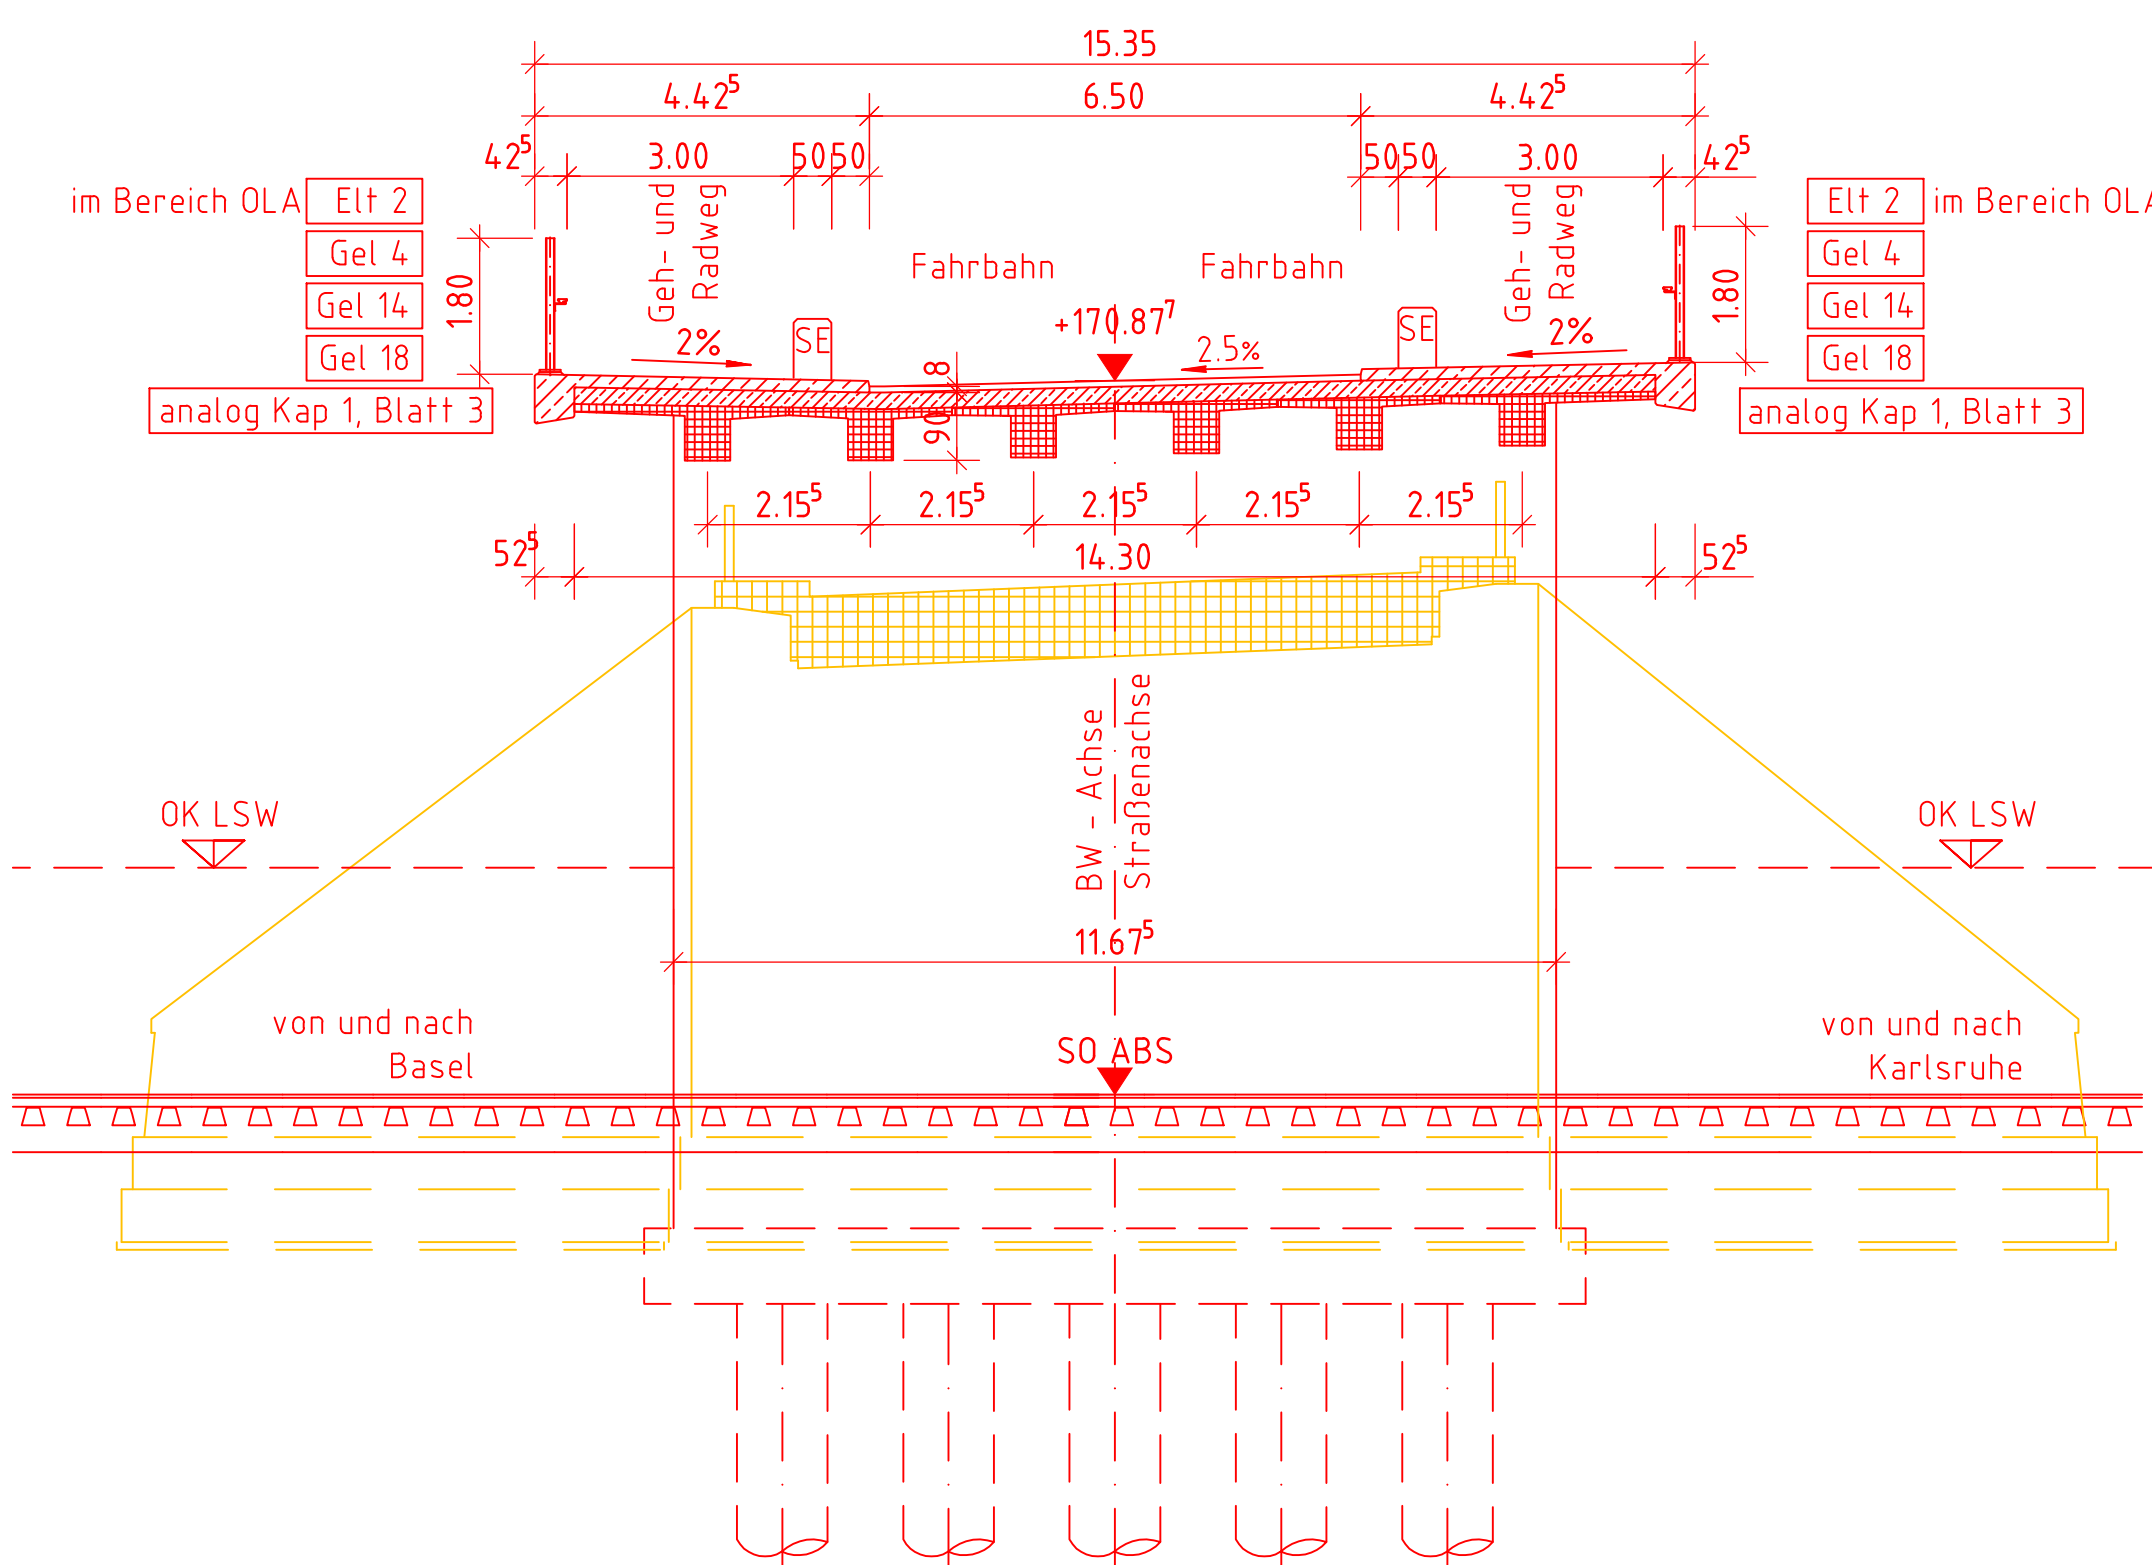 15.35
4.42⁵ 6.50 4.42⁵
42⁵ 3.00 50 50 50 50 3.00 42⁵
im Bereich OLA Elt 2
Gel 4
Gel 14
Gel 18
analog Kap 1, Blatt 3
1.80
Geh- und
Radweg
2%
SE
Fahrbahn
Fahrbahn
+170.87⁷
2.5%
SE
Geh- und
Radweg
2%
1.80
Elt 2 im Bereich OLA
Gel 4
Gel 14
Gel 18
analog Kap 1, Blatt 3
8
90
2.15⁵ 2.15⁵ 2.15⁵ 2.15⁵ 2.15⁵
52⁵ 14.30 52⁵
BW - Achse
Straßenachse
OK LSW
OK LSW
11.67⁵
von und nach
Basel
SO ABS
von und nach
Karlsruhe